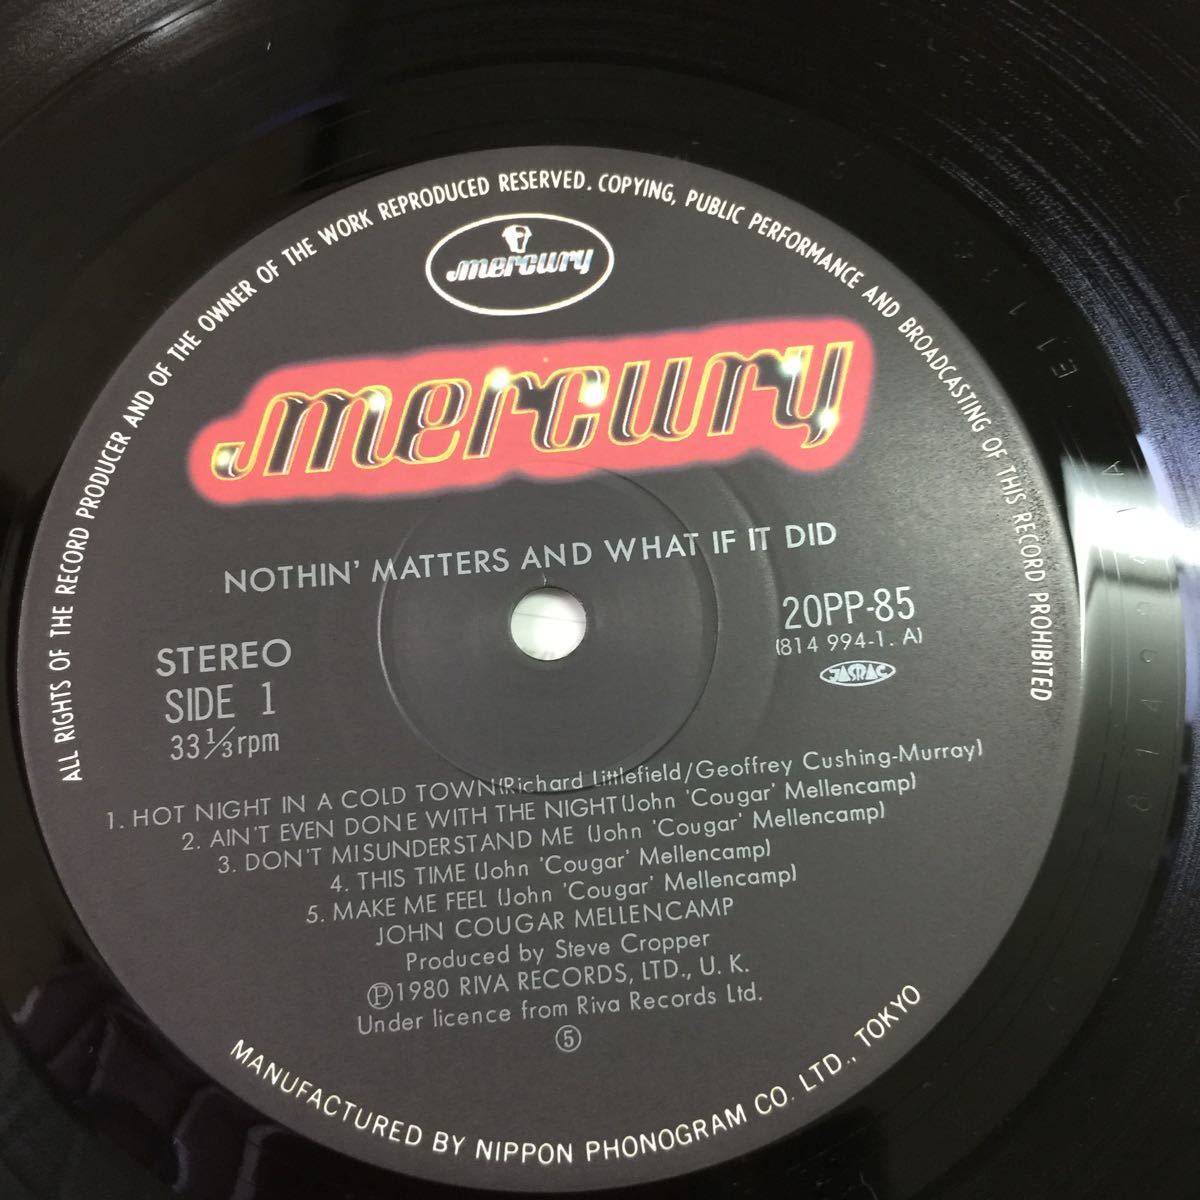 ALL RIGHTS OF THE RECORD PRODUCER AND OF THE OWNER OF THE WORK REPRODUCED RESERVED. COPYING, PUBLIC PERFORMANCE AND BROADCASTING OF THIS RECORD PROHIBITED
mercury
mercury
NOTHIN' MATTERS AND WHAT IF IT DID
STEREO
SIDE 1
33 1/3 rpm
20PP-85
(814 994-1. A)
JASRAC
1. HOT NIGHT IN A COLD TOWN (Richard Littlefield/Geoffrey Cushing-Murray)
2. AIN'T EVEN DONE WITH THE NIGHT (John 'Cougar' Mellencamp)
3. DON'T MISUNDERSTAND ME (John 'Cougar' Mellencamp)
4. THIS TIME (John 'Cougar' Mellencamp)
5. MAKE ME FEEL (John 'Cougar' Mellencamp)
JOHN COUGAR MELLENCAMP
Produced by Steve Cropper
Ⓟ1980 RIVA RECORDS, LTD., U. K.
Under licence from Riva Records Ltd.
⑤
MANUFACTURED BY NIPPON PHONOGRAM CO. LTD., TOKYO